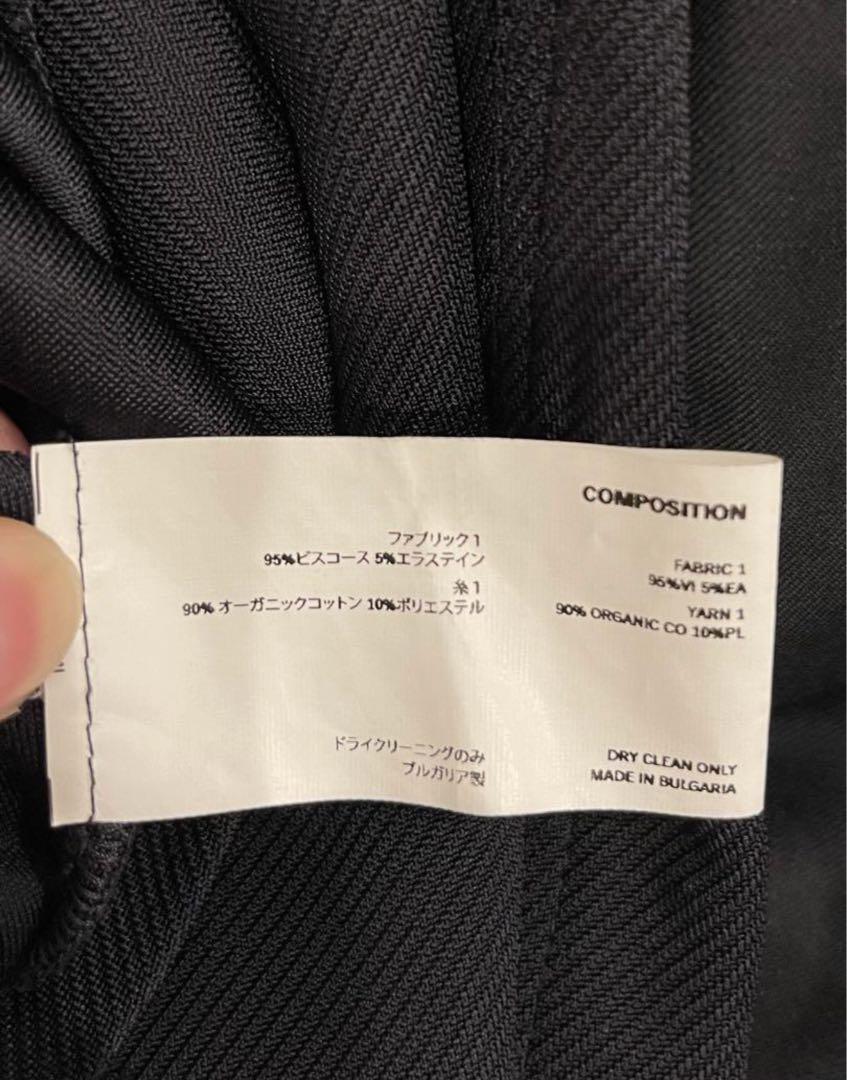 COMPOSITION
ファブリック1
95%ビスコース 5%エラステイン
糸1
90% オーガニックコットン 10%ポリエステル
FABRIC 1
95%VI 5%EA
YARN 1
90% ORGANIC CO 10%PL
ドライクリーニングのみ
ブルガリア製
DRY CLEAN ONLY
MADE IN BULGARIA